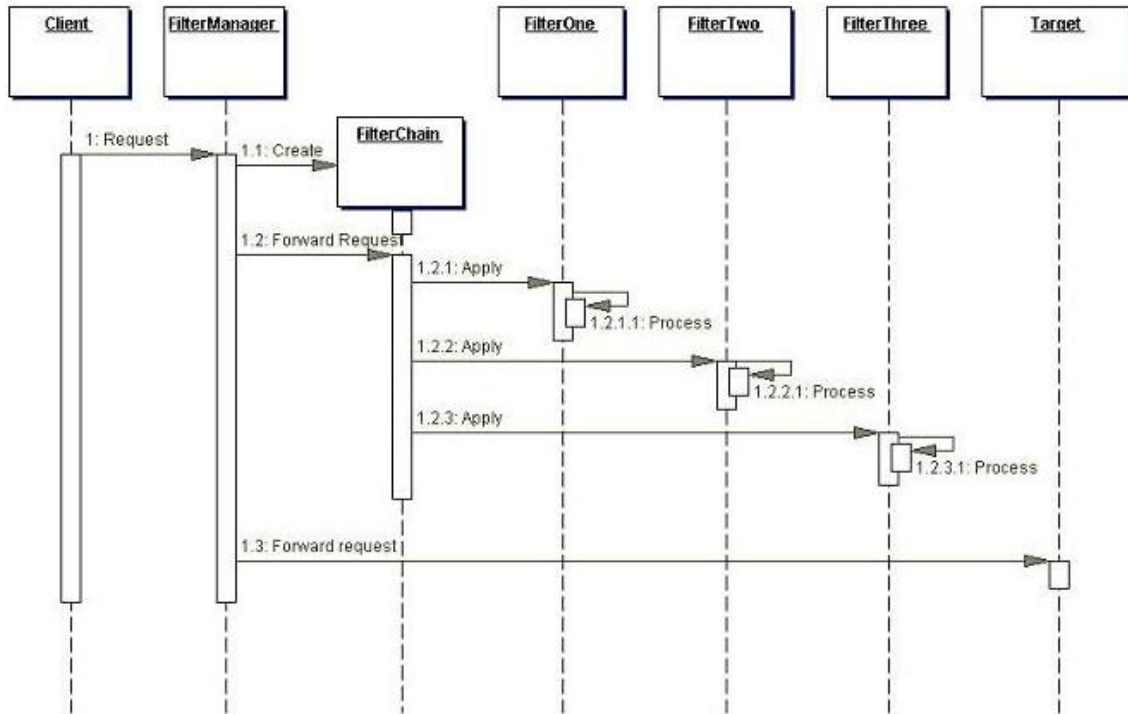 Client
FilterManager
FilterOne
FilterTwo
FilterThree
Target
FilterChain
1: Request
1.1: Create
1.2: Forward Request
1.2.1: Apply
1.2.1.1: Process
1.2.2: Apply
1.2.2.1: Process
1.2.3: Apply
1.2.3.1: Process
1.3: Forward request